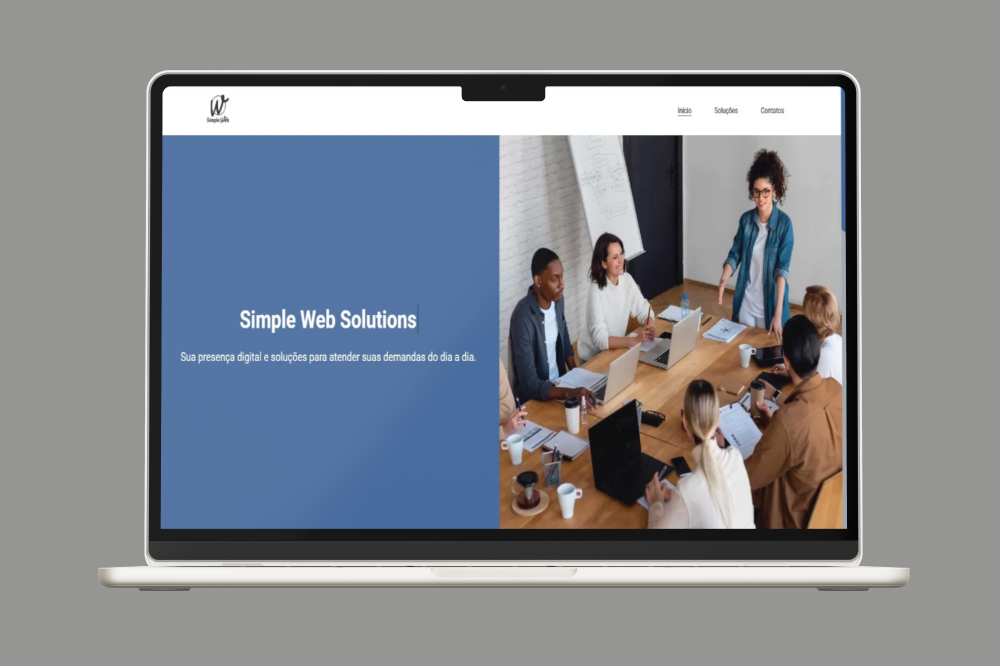 Simple Web
Início
Soluções
Contatos
Simple Web Solutions
Sua presença digital e soluções para atender suas demandas do dia a dia.